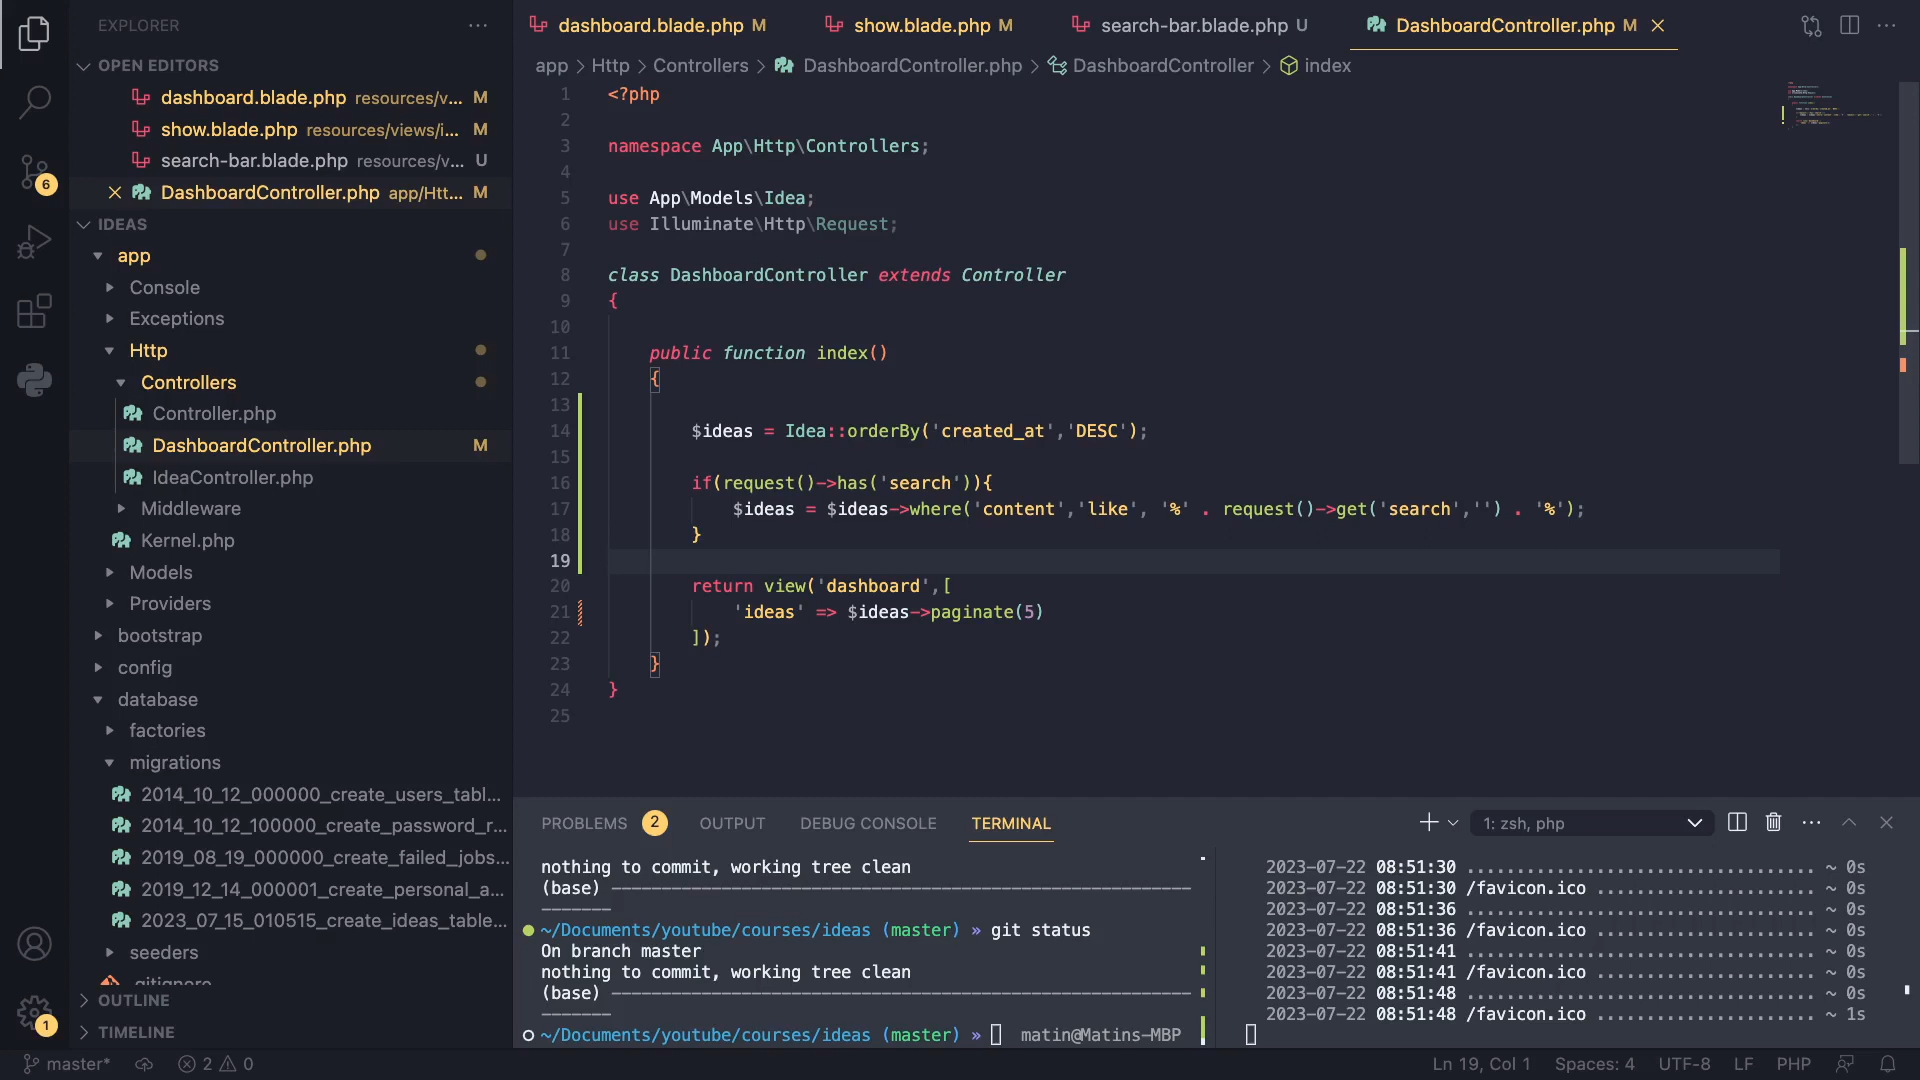 EXPLORER
OPEN EDITORS
dashboard.blade.php resources/v... M
show.blade.php resources/views/i... M
search-bar.blade.php resources/v... U
DashboardController.php app/Htt... M
IDEAS
app
Console
Exceptions
Http
Controllers
Controller.php
DashboardController.php M
IdeaController.php
Middleware
Kernel.php
Models
Providers
bootstrap
config
database
factories
migrations
2014_10_12_000000_create_users_tabl...
2014_10_12_100000_create_password_r...
2019_08_19_000000_create_failed_jobs...
2019_12_14_000001_create_personal_a...
2023_07_15_010515_create_ideas_table...
seeders
.gitignore
OUTLINE
TIMELINE
6
1
dashboard.blade.php M
show.blade.php M
search-bar.blade.php U
DashboardController.php M
app > Http > Controllers > DashboardController.php > DashboardController > index
1 <?php
2
3 namespace App\Http\Controllers;
4
5 use App\Models\Idea;
6 use Illuminate\Http\Request;
7
8 class DashboardController extends Controller
9 {
10
11 public function index()
12 {
13
14 $ideas = Idea::orderBy('created_at','DESC');
15
16 if(request()->has('search')){
17 $ideas = $ideas->where('content','like', '%' . request()->get('search','') . '%');
18 }
19
20 return view('dashboard',[
21 'ideas' => $ideas->paginate(5)
22 ]);
23 }
24 }
25
PROBLEMS 2 OUTPUT DEBUG CONSOLE TERMINAL
1: zsh, php
nothing to commit, working tree clean
(base) ────────────────────────
───────
~/Documents/youtube/courses/ideas (master) » git status
On branch master
nothing to commit, working tree clean
(base) ────────────────────────
───────
~/Documents/youtube/courses/ideas (master) » matin@Matins-MBP
2023-07-22 08:51:30 .................................. ~ 0s
2023-07-22 08:51:30 /favicon.ico ..................... ~ 0s
2023-07-22 08:51:36 .................................. ~ 0s
2023-07-22 08:51:36 /favicon.ico ..................... ~ 0s
2023-07-22 08:51:41 .................................. ~ 0s
2023-07-22 08:51:41 /favicon.ico ..................... ~ 0s
2023-07-22 08:51:48 .................................. ~ 0s
2023-07-22 08:51:48 /favicon.ico ..................... ~ 1s
master* 2 0
Ln 19, Col 1 Spaces: 4 UTF-8 LF PHP